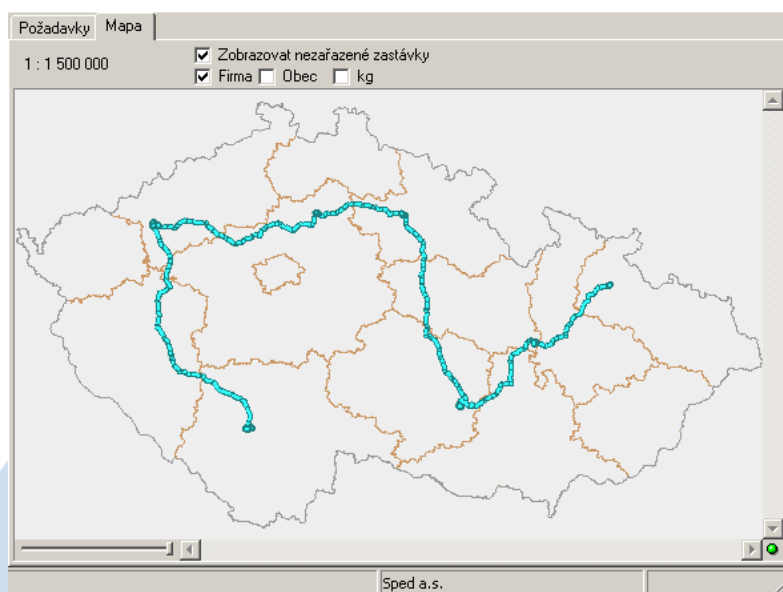 Požadavky Mapa
1 : 1 500 000
Zobrazovat nezařazené zastávky
Firma Obec kg
Sped a.s.